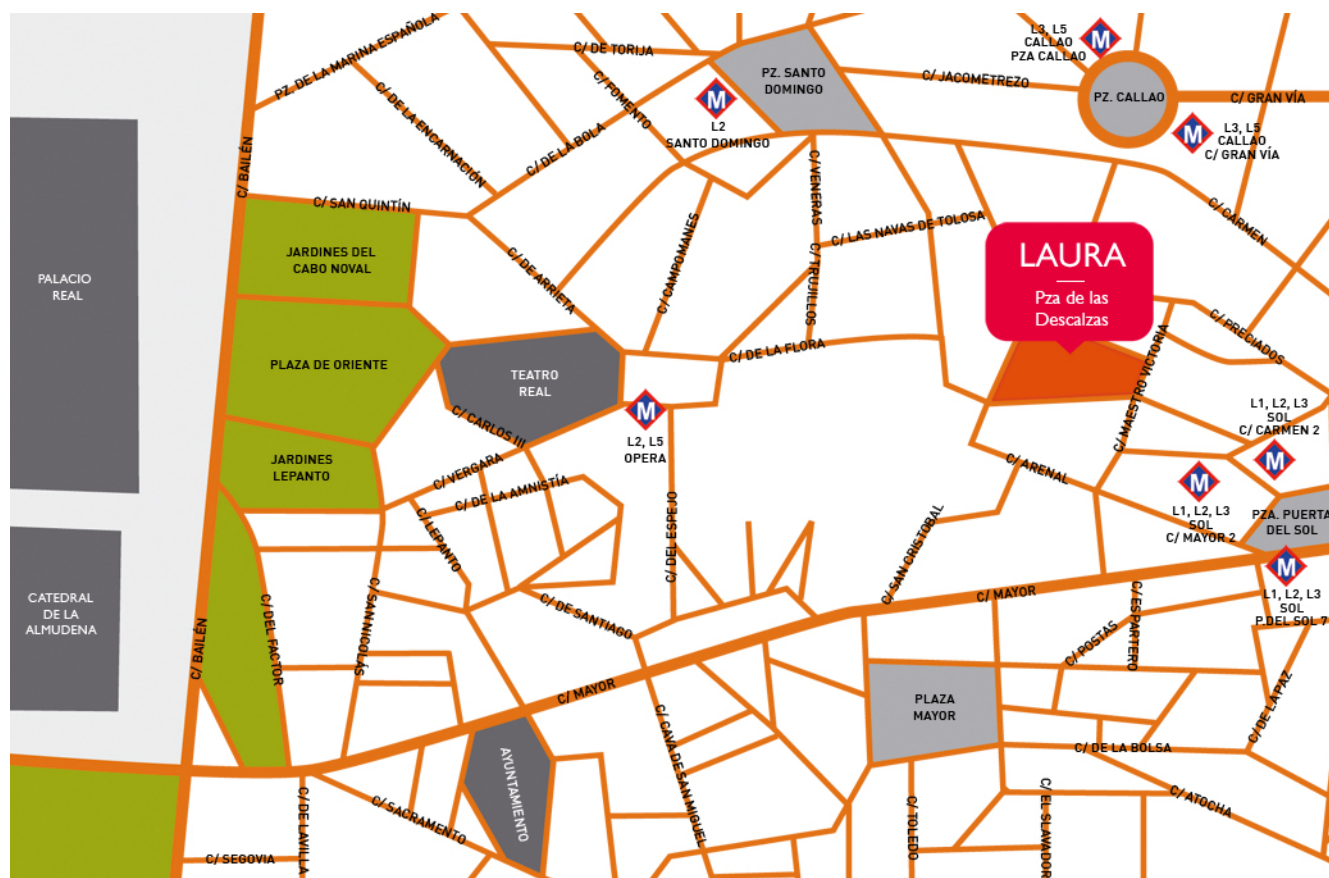 PZ. DE LA MARINA ESPAÑOLA
C/ DE TORIJA
PZ. SANTO
DOMINGO
L3, L5
CALLAO
PZA CALLAO
M
C/ JACOMETREZO
PZ. CALLAO
C/ GRAN VÍA
C/ DE LA ENCARNACIÓN
C/ FOMENTO
M
L2
SANTO DOMINGO
M
L3, L5
CALLAO
C/ GRAN VÍA
C/ BAILÉN
C/ DE LA BOLA
C/ VENERAS
C/ SAN QUINTÍN
C/ CAMPOMANES
C/ LAS NAVAS DE TOLOSA
C/ CARMEN
JARDINES DEL
CABO NOVAL
C/ DE ARRIETA
C/ TRUJILLOS
LAURA
Pza de las
Descalzas
PALACIO
REAL
PLAZA DE ORIENTE
TEATRO
REAL
C/ DE LA FLORA
C/ MAESTRO VICTORIA
C/ PRECIADOS
C/ CARLOS III
M
L2, L5
OPERA
L1, L2, L3
SOL
C/ CARMEN 2
M
JARDINES
LEPANTO
C/ VERGARA
C/ DE LA AMNISTÍA
C/ ARENAL
M
L1, L2, L3
SOL
C/ MAYOR 2
PZA. PUERTA
DEL SOL
C/ LEPANTO
C/ DEL ESPEJO
C/ SAN CRISTOBAL
M
L1, L2, L3
SOL
P.DEL SOL 7
CATEDRAL
DE LA
ALMUDENA
C/ BAILÉN
C/ DEL FACTOR
C/ SAN NICOLÁS
C/ DE SANTIAGO
C/ MAYOR
C/ ESPARTERO
C/ POSTAS
C/ MAYOR
PLAZA
MAYOR
C/ DE LA PAZ
C/ DE LA BOLSA
AYUNTAMIENTO
C/ CAVA DE SAN MIGUEL
C/ SACRAMENTO
C/ DE LAVILLA
C/ TOLEDO
C/ EL SLAVADOR
C/ ATOCHA
C/ SEGOVIA